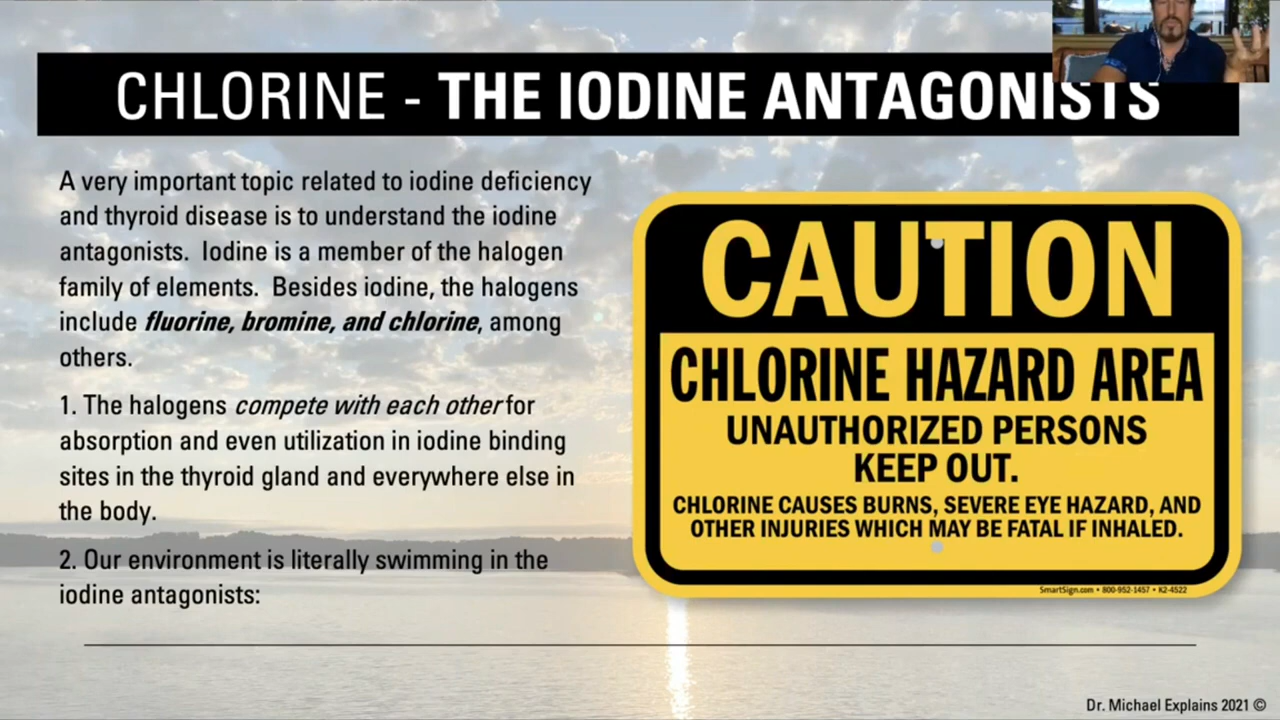 CHLORINE - THE IODINE ANTAGONISTS
A very important topic related to iodine deficiency
and thyroid disease is to understand the iodine
antagonists. Iodine is a member of the halogen
family of elements. Besides iodine, the halogens
include fluorine, bromine, and chlorine, among
others.
1. The halogens compete with each other for
absorption and even utilization in iodine binding
sites in the thyroid gland and everywhere else in
the body.
2. Our environment is literally swimming in the
iodine antagonists:
CAUTION
CHLORINE HAZARD AREA
UNAUTHORIZED PERSONS
KEEP OUT.
CHLORINE CAUSES BURNS, SEVERE EYE HAZARD, AND
OTHER INJURIES WHICH MAY BE FATAL IF INHALED.
SmartSign.com • 800-952-1457 • K2-4522
Dr. Michael Explains 2021 ©